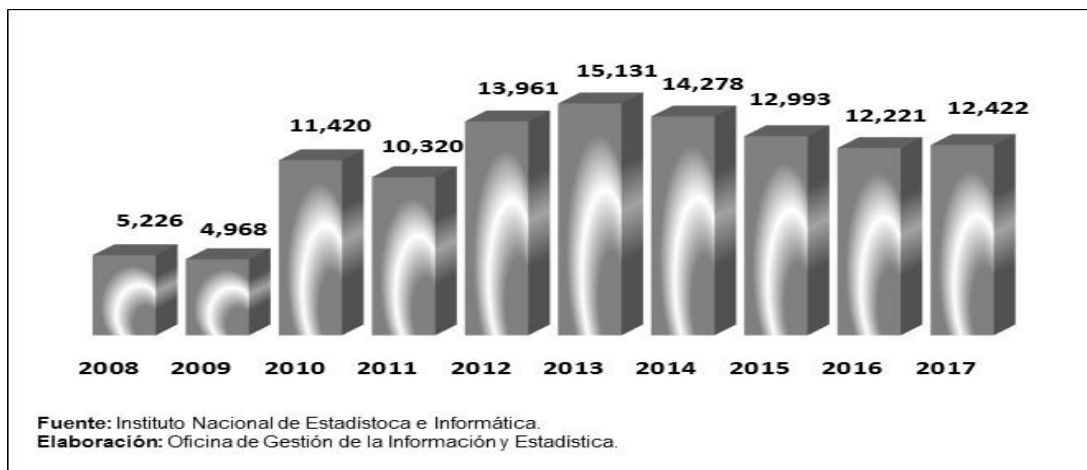 5,226 4,968 11,420 10,320 13,961 15,131 14,278 12,993 12,221 12,422
2008 2009 2010 2011 2012 2013 2014 2015 2016 2017
Fuente: Instituto Nacional de Estadístoca e Informática.
Elaboración: Oficina de Gestión de la Información y Estadística.